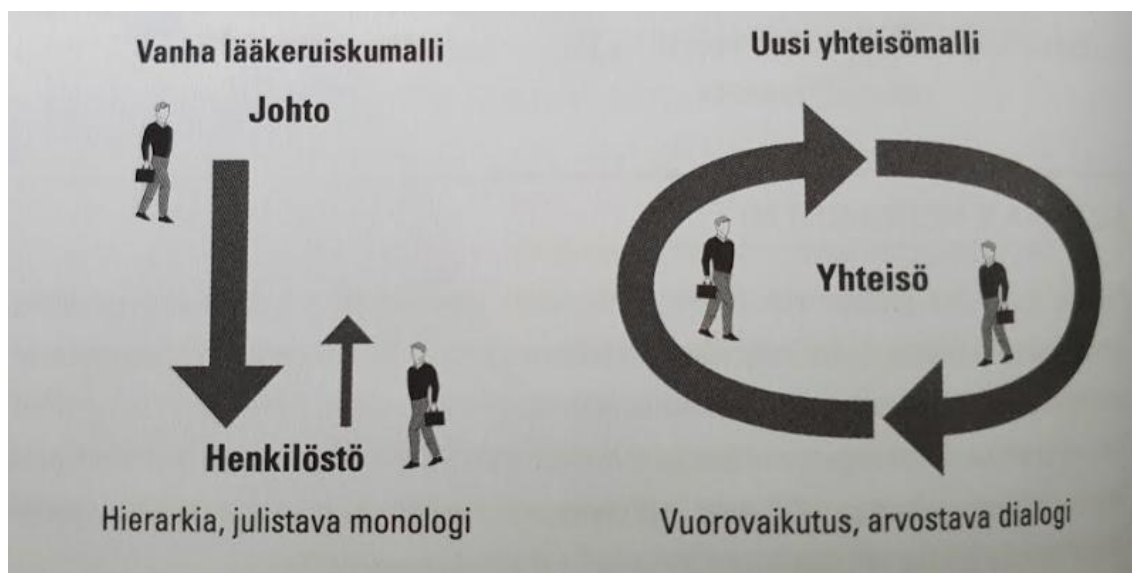 Vanha lääkeruiskumalli
Johto
Henkilöstö
Hierarkia, julistava monologi
Uusi yhteisömalli
Yhteisö
Vuorovaikutus, arvostava dialogi